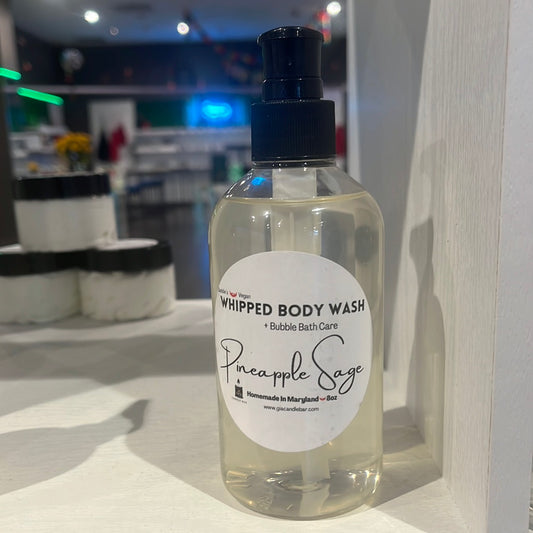 Vegan
WHIPPED BODY WASH
+ Bubble Bath Care
Pineapple Sage
Homemade In Maryland 8oz
www.giacandlebar.com